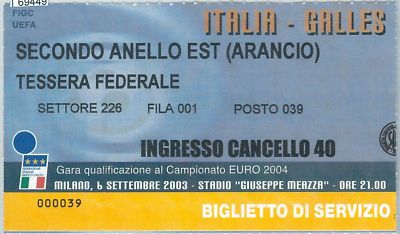 69449
FIGC
UEFA
ITALIA - GALLES
SECONDO ANELLO EST (ARANCIO)
TESSERA FEDERALE
SETTORE 226 FILA 001 POSTO 039
INGRESSO CANCELLO 40
Gara qualificazione al Campionato EURO 2004
MILANO, 6 SETTEMBRE 2003 - STADIO "GIUSEPPE MEAZZA" - ORE 21.00
000039
BIGLIETTO DI SERVIZIO